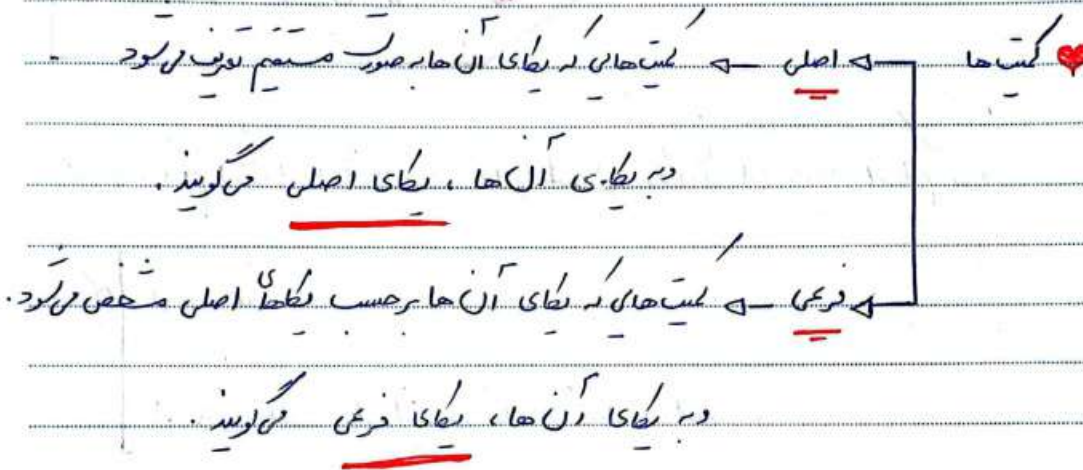 کمیت‌ها ← اصلی ← کمیت‌هایی که یکای آن‌ها به صورت مستقیم تعریف می‌شود
و به یکای آن‌ها، یکای اصلی می‌گویند.
فرعی ← کمیت‌هایی که یکای آن‌ها برحسب یکاهای اصلی مشخص می‌شود.
و به یکای آن‌ها، یکای فرعی می‌گویند.